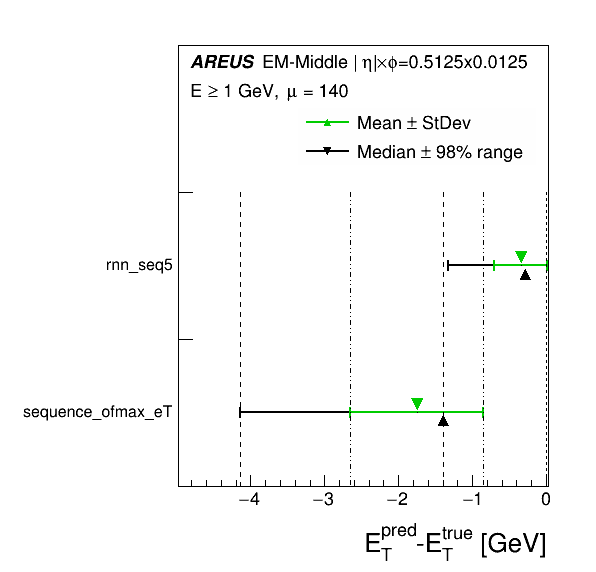 AREUS EM-Middle |η|×ϕ=0.5125x0.0125
E ≥ 1 GeV, μ = 140
Mean ± StDev
Median ± 98% range
rnn_seq5
sequence_ofmax_eT
−4 −3 −2 −1 0
E_T^pred-E_T^true [GeV]